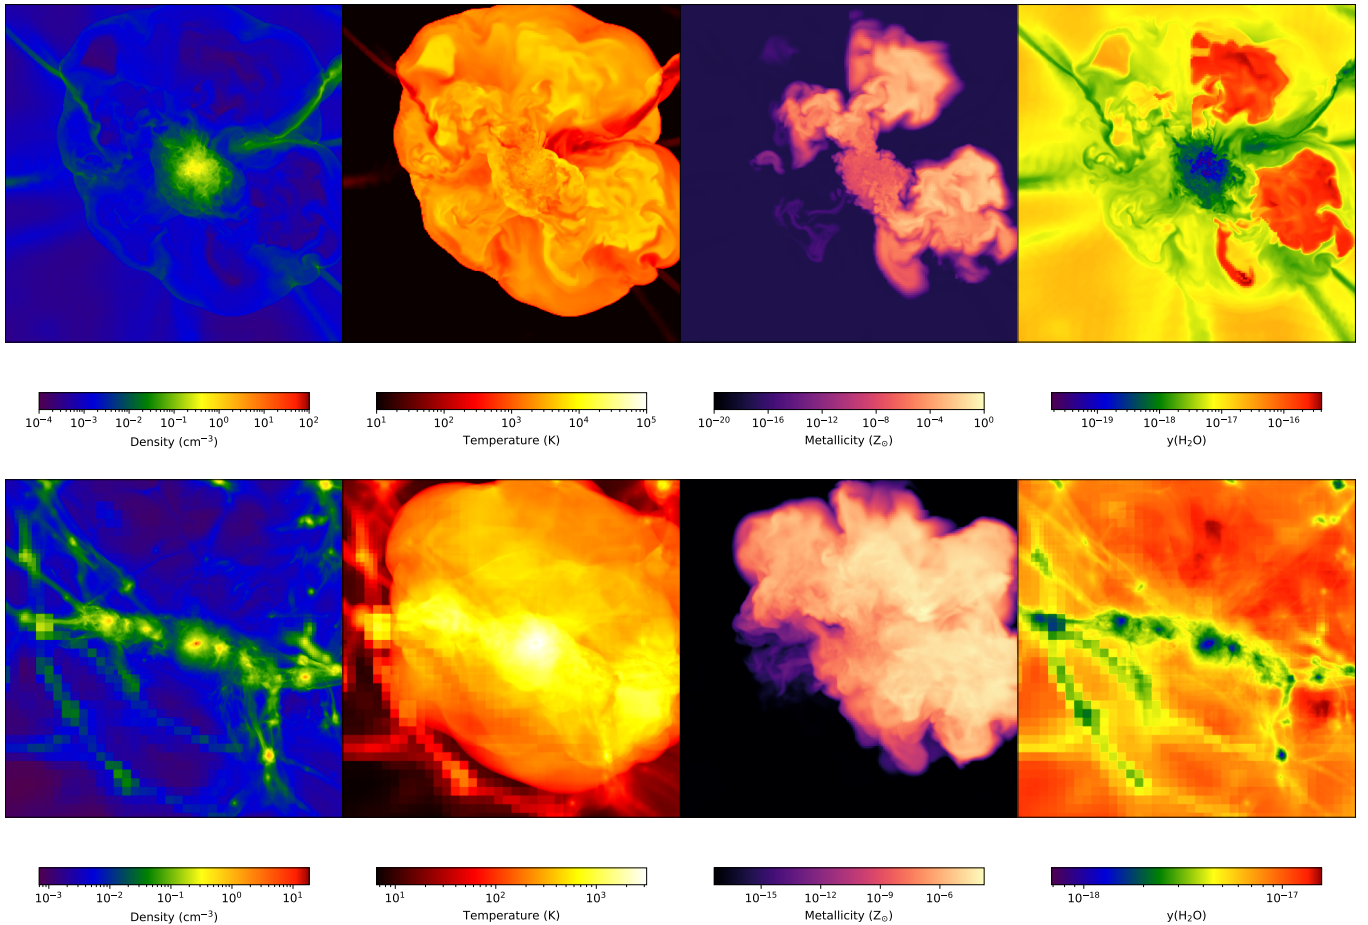 10⁻⁴ 10⁻³ 10⁻² 10⁻¹ 10⁰ 10¹ 10²
Density (cm⁻³)
10¹ 10² 10³ 10⁴ 10⁵
Temperature (K)
10⁻²⁰ 10⁻¹⁶ 10⁻¹² 10⁻⁸ 10⁻⁴ 10⁰
Metallicity (Z☉)
10⁻¹⁹ 10⁻¹⁸ 10⁻¹⁷ 10⁻¹⁶
y(H₂O)
10⁻³ 10⁻² 10⁻¹ 10⁰ 10¹
Density (cm⁻³)
10¹ 10² 10³
Temperature (K)
10⁻¹⁵ 10⁻¹² 10⁻⁹ 10⁻⁶
Metallicity (Z☉)
10⁻¹⁸ 10⁻¹⁷
y(H₂O)